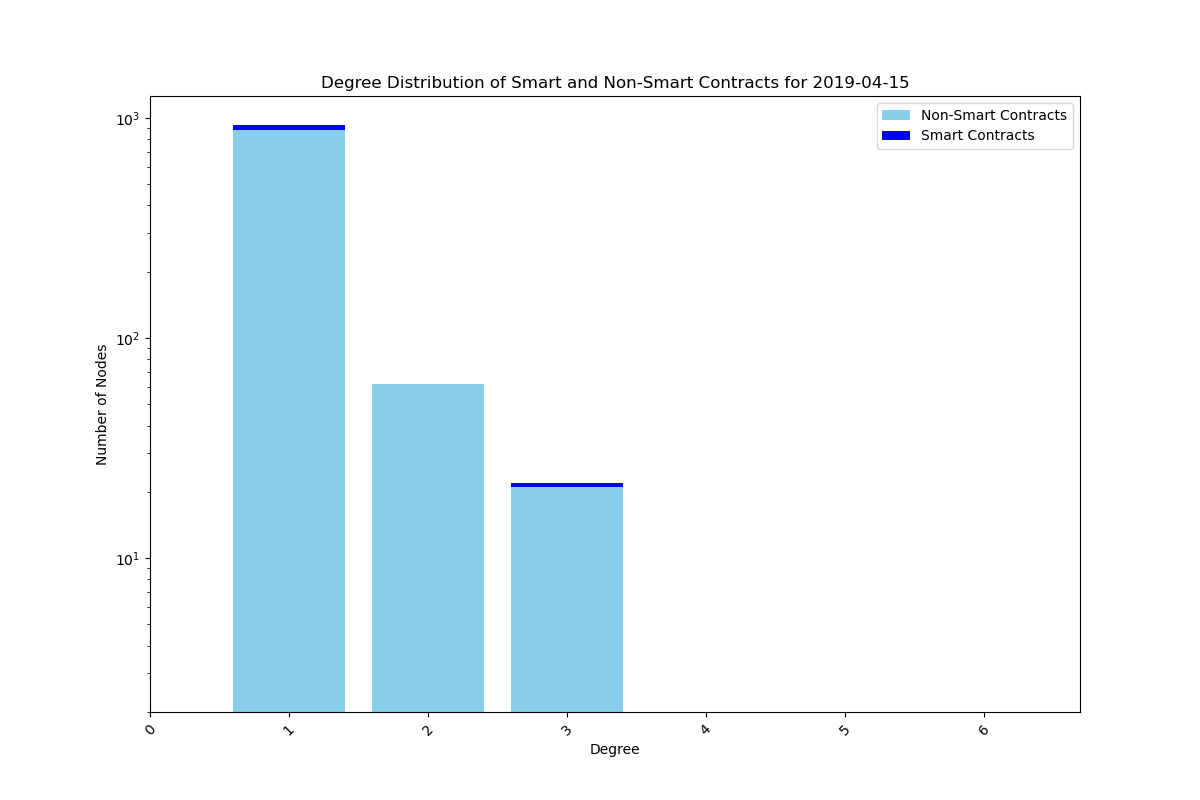 Degree Distribution of Smart and Non-Smart Contracts for 2019-04-15
Non-Smart Contracts
Smart Contracts
Number of Nodes
10³
10²
10¹
0 1 2 3 4 5 6
Degree